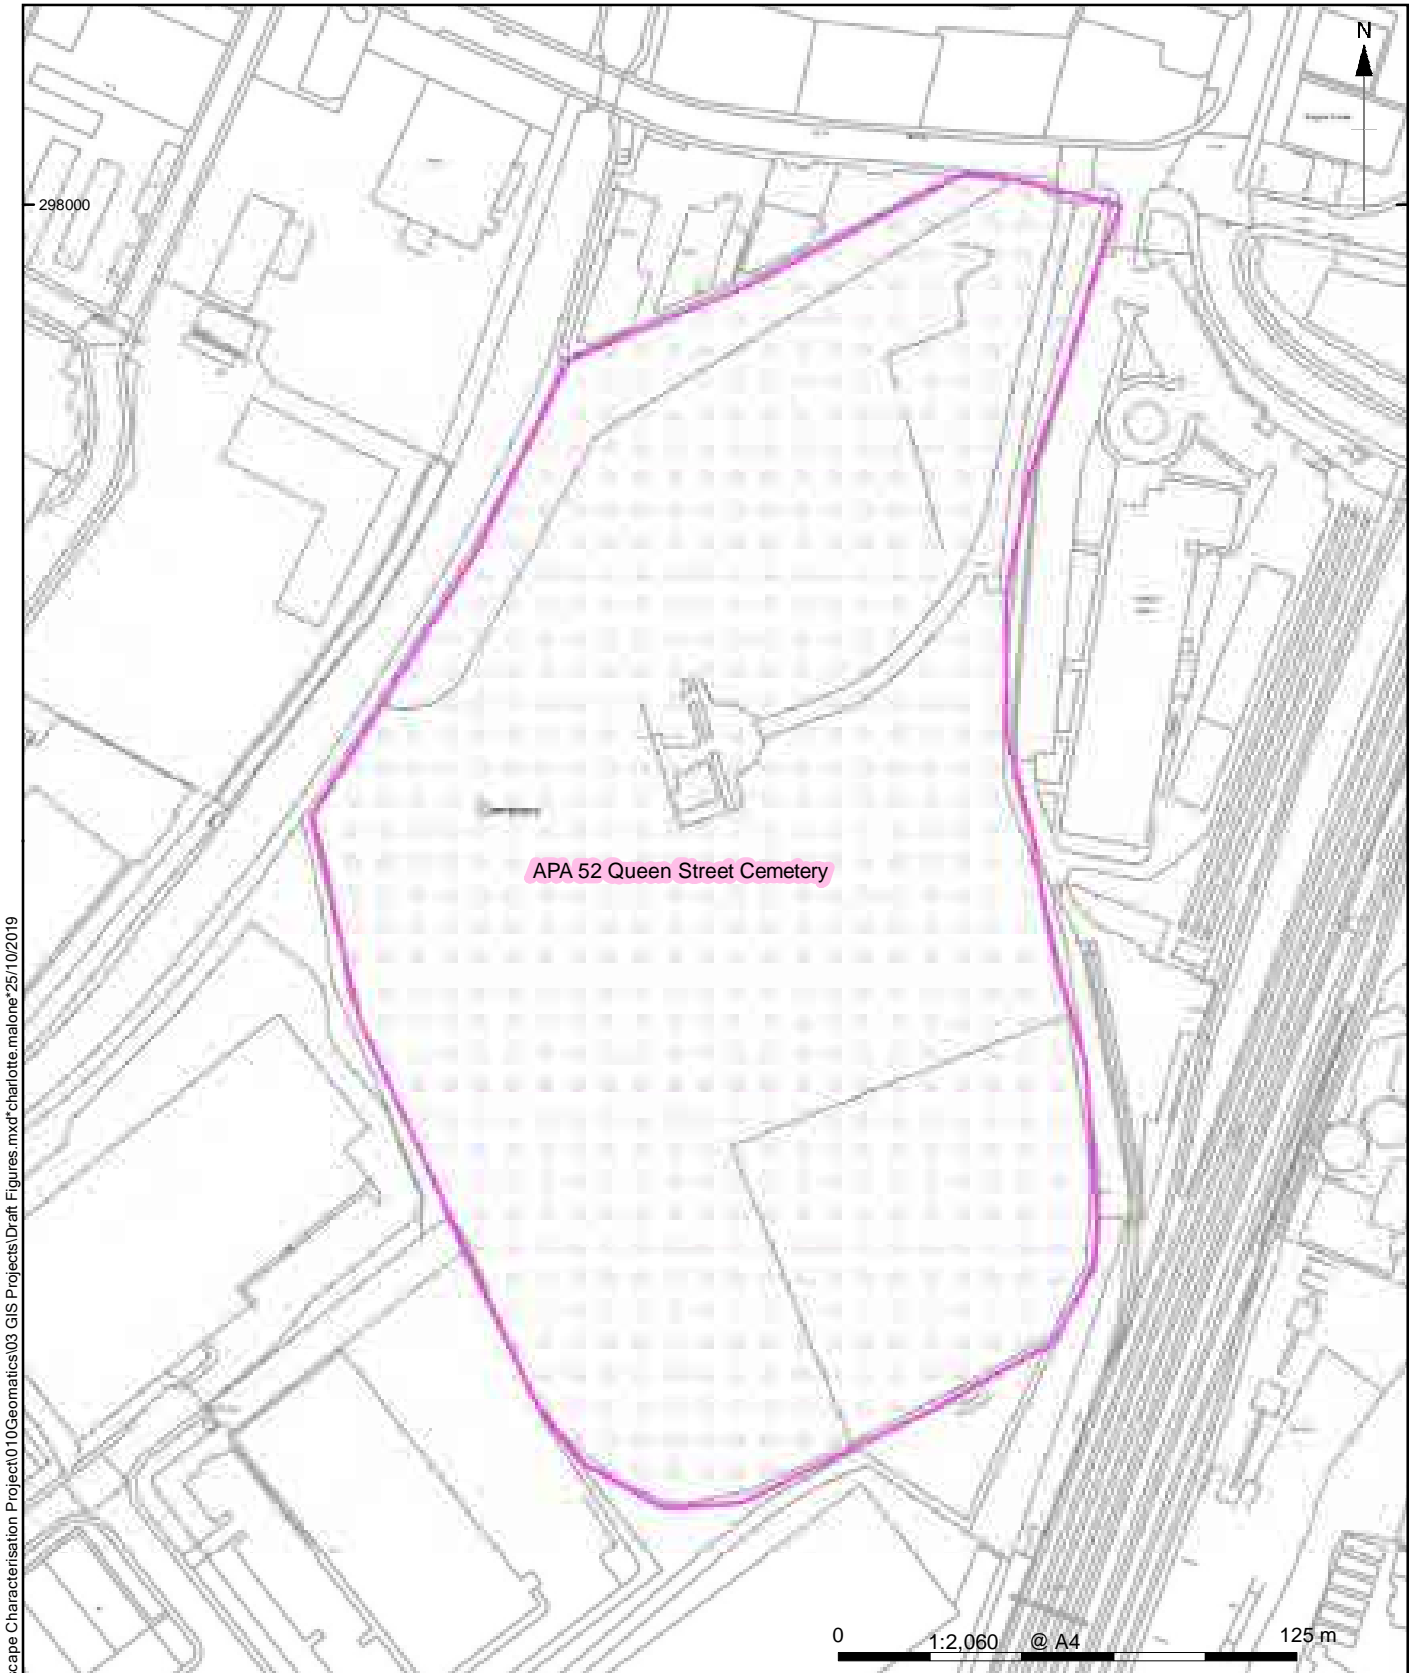 N
298000
Cemetery
APA 52 Queen Street Cemetery
cape Characterisation Project\010Geomatics\03 GIS Projects\Draft Figures.mxd*charlotte.malone*25/10/2019
0 1:2,060 @ A4 125 m